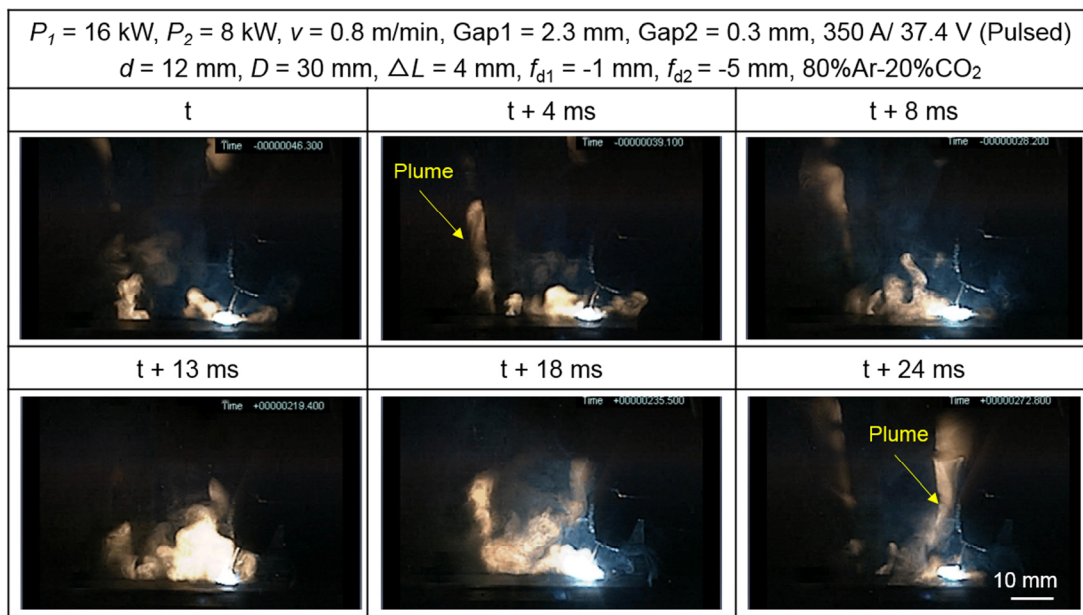 P₁ = 16 kW, P₂ = 8 kW, v = 0.8 m/min, Gap1 = 2.3 mm, Gap2 = 0.3 mm, 350 A/ 37.4 V (Pulsed)
d = 12 mm, D = 30 mm, △L = 4 mm, f_d1 = -1 mm, f_d2 = -5 mm, 80%Ar-20%CO₂
t
t + 4 ms
t + 8 ms
Time -00000046.300
Time -00000039.100
Time -00000028.200
Plume
t + 13 ms
t + 18 ms
t + 24 ms
Time +00000219.400
Time +00000235.500
Time +00000272.800
Plume
10 mm